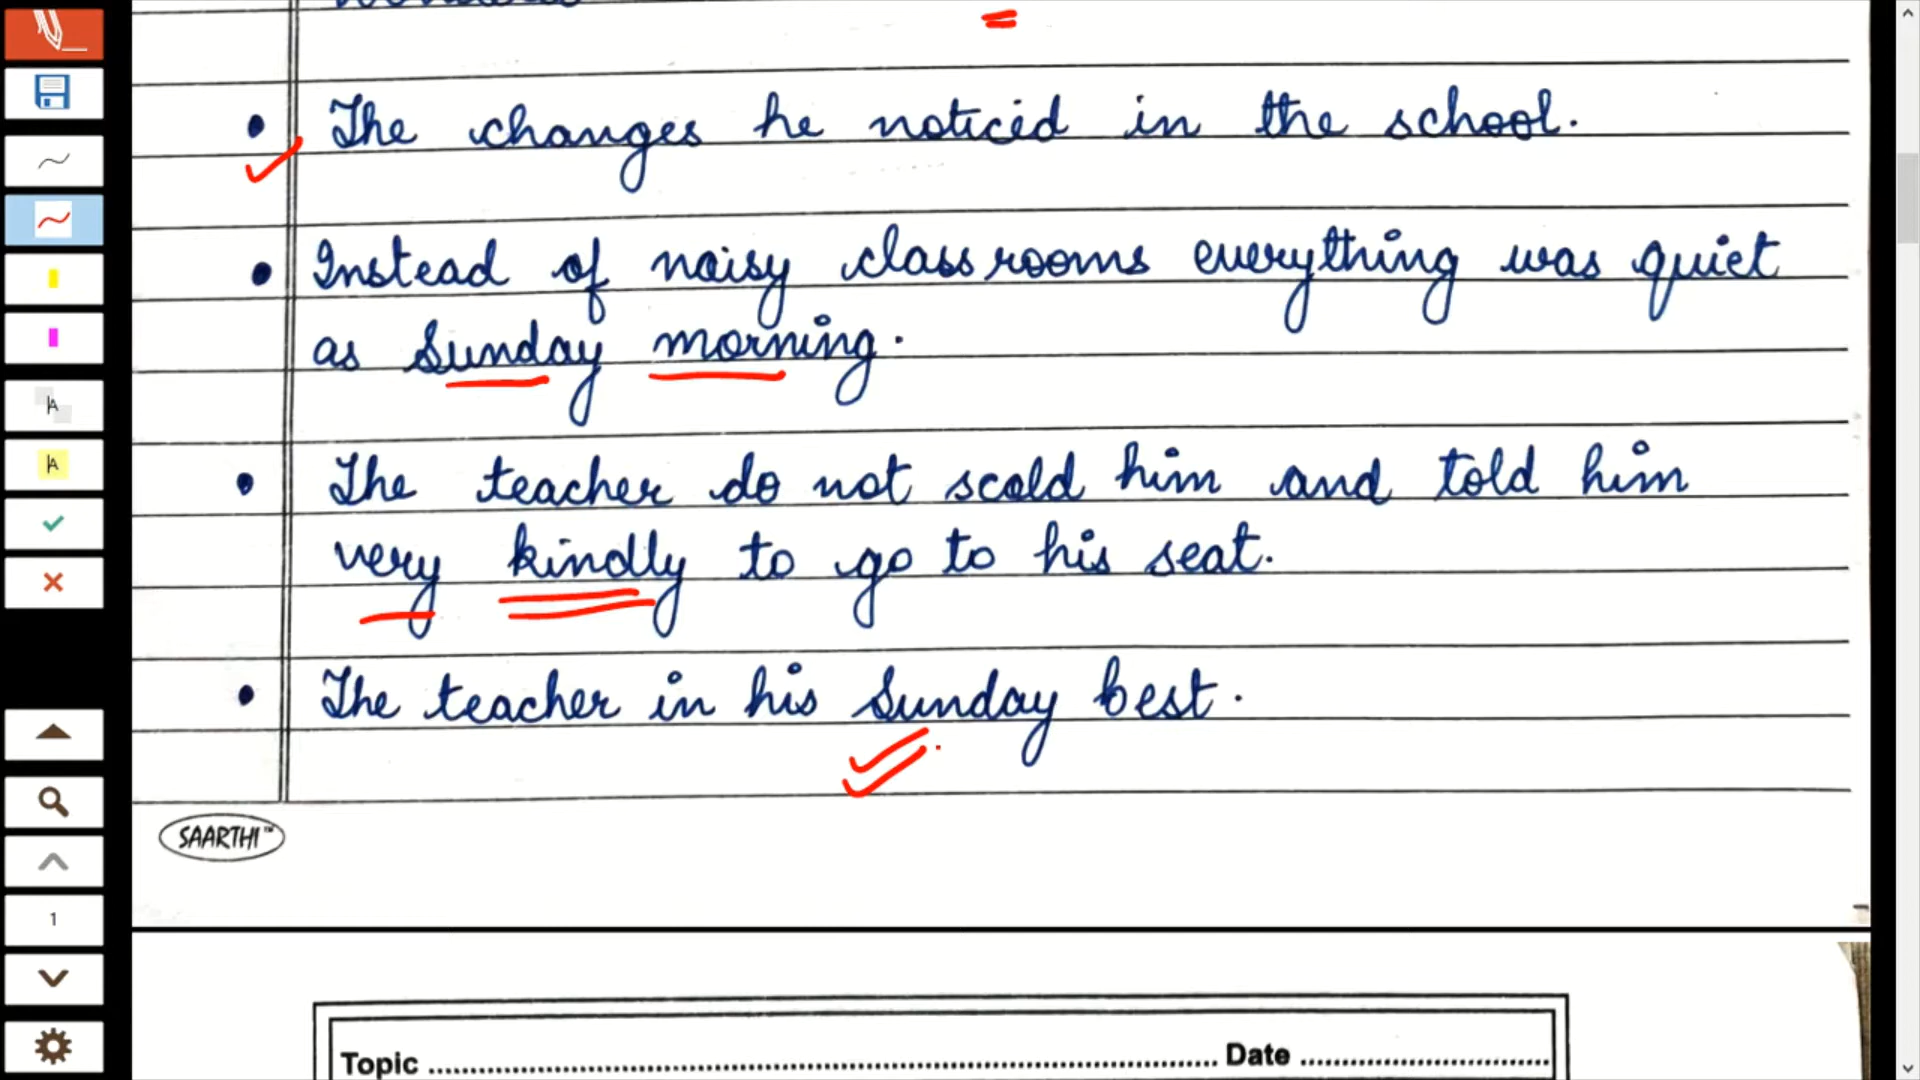 The changes he noticed in the school.
Instead of noisy classrooms everything was quiet
as Sunday morning.
The teacher do not scold him and told him
very kindly to go to his seat.
The teacher in his Sunday best.
SAARTHI™
1
Topic ........ Date ........